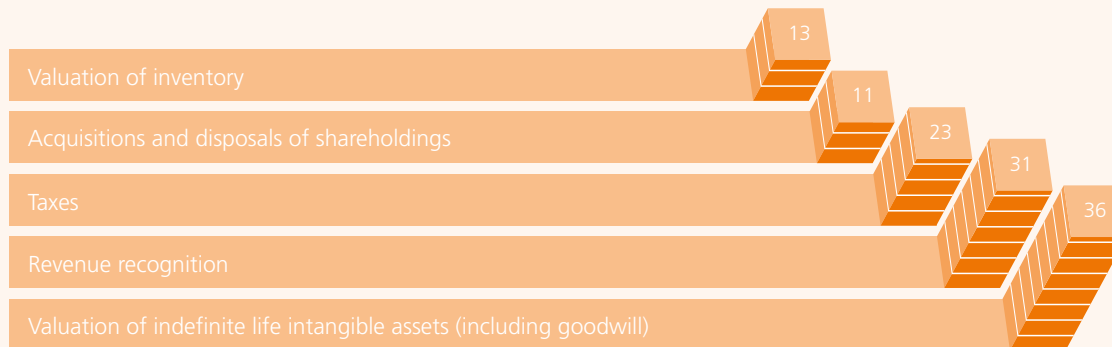 13
Valuation of inventory
11
Acquisitions and disposals of shareholdings
23
Taxes
31
Revenue recognition
36
Valuation of indefinite life intangible assets (including goodwill)